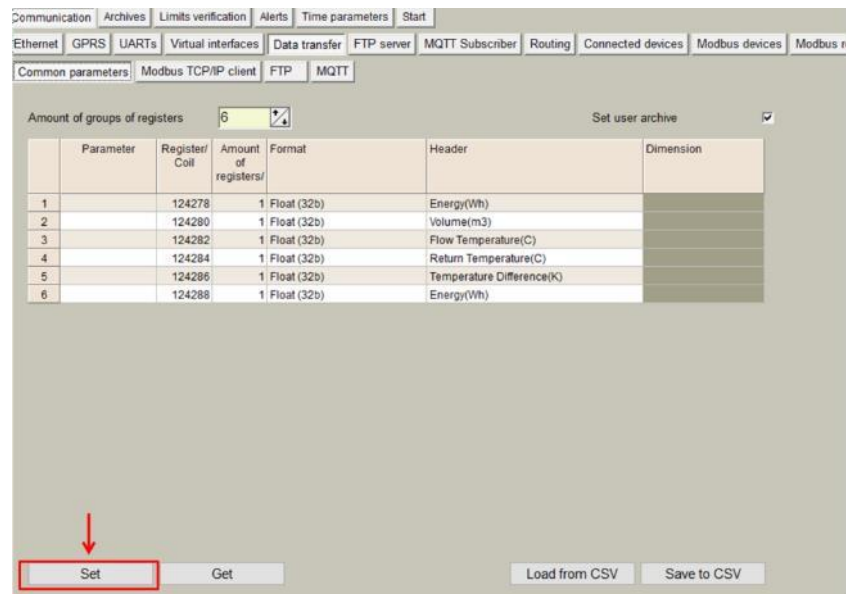 Communication Archives Limits verification Alerts Time parameters Start
Ethernet GPRS UARTs Virtual interfaces Data transfer FTP server MQTT Subscriber Routing Connected devices Modbus devices Modbus
Common parameters Modbus TCP/IP client FTP MQTT
Amount of groups of registers 6 Set user archive
Parameter Register/ Amount Format Header Dimension
Coil of
registers/
1 124278 1 Float (32b) Energy(Wh)
2 124280 1 Float (32b) Volume(m3)
3 124282 1 Float (32b) Flow Temperature(C)
4 124284 1 Float (32b) Return Temperature(C)
5 124286 1 Float (32b) Temperature Difference(K)
6 124288 1 Float (32b) Energy(Wh)
Set Get Load from CSV Save to CSV